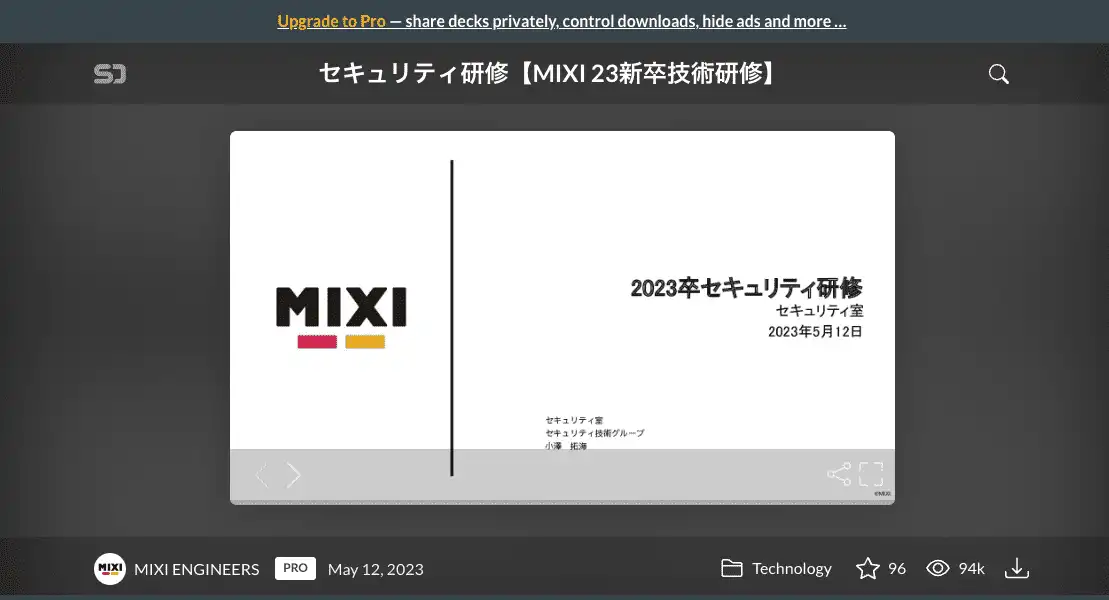 Upgrade to Pro — share decks privately, control downloads, hide ads and more …
SD
セキュリティ研修【MIXI 23新卒技術研修】
MIXI
2023卒セキュリティ研修
セキュリティ室
2023年5月12日
セキュリティ室
セキュリティ技術グループ
小澤 拓海
©MIXI
MIXI MIXI ENGINEERS PRO May 12, 2023 Technology 96 94k